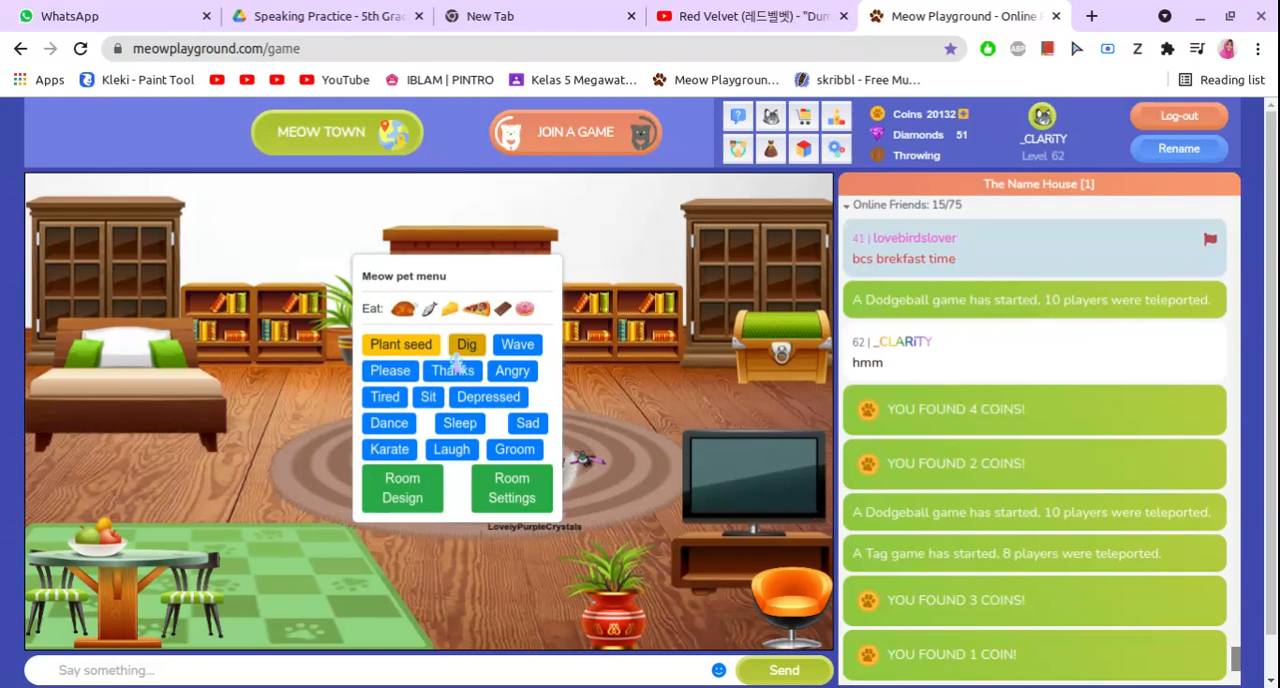 WhatsApp
Speaking Practice - 5th Gra
New Tab
Red Velvet (레드벨벳) - "Dum
Meow Playground - Online P
meowplayground.com/game
Apps
Kleki - Paint Tool
YouTube
IBLAM | PINTRO
Kelas 5 Megawat...
Meow Playgroun...
skribbl - Free Mu...
Reading list
MEOW TOWN
JOIN A GAME
Coins 20132
Diamonds 51
Throwing
_CLARiTY
Level 62
Log-out
Rename
The Name House [1]
Online Friends: 15/75
41 | lovebirdslover
bcs brekfast time
A Dodgeball game has started, 10 players were teleported.
62 | _CLARiTY
hmm
YOU FOUND 4 COINS!
YOU FOUND 2 COINS!
A Dodgeball game has started, 10 players were teleported.
A Tag game has started, 8 players were teleported.
YOU FOUND 3 COINS!
YOU FOUND 1 COIN!
Meow pet menu
Eat:
Plant seed Dig Wave
Please Thanks Angry
Tired Sit Depressed
Dance Sleep Sad
Karate Laugh Groom
Room Design
Room Settings
LovelyPurpleCrystals
Say something...
Send